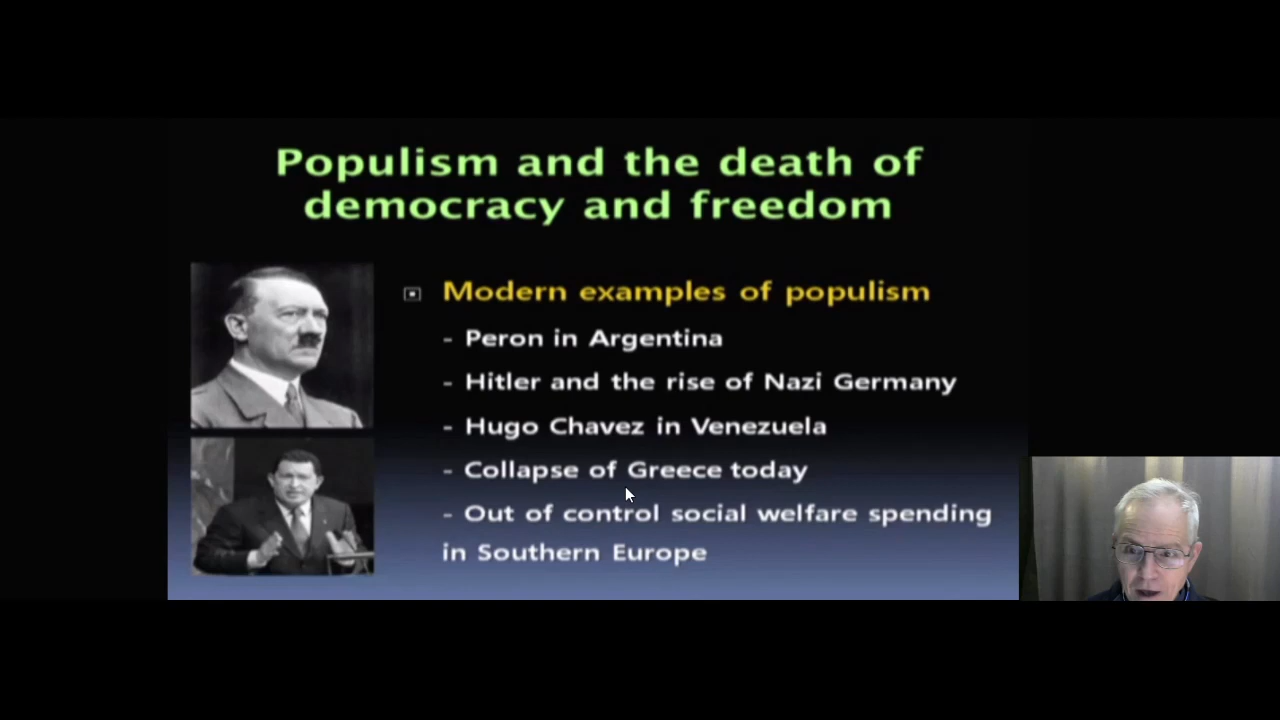 Populism and the death of
democracy and freedom
Modern examples of populism
- Peron in Argentina
- Hitler and the rise of Nazi Germany
- Hugo Chavez in Venezuela
- Collapse of Greece today
- Out of control social welfare spending
in Southern Europe